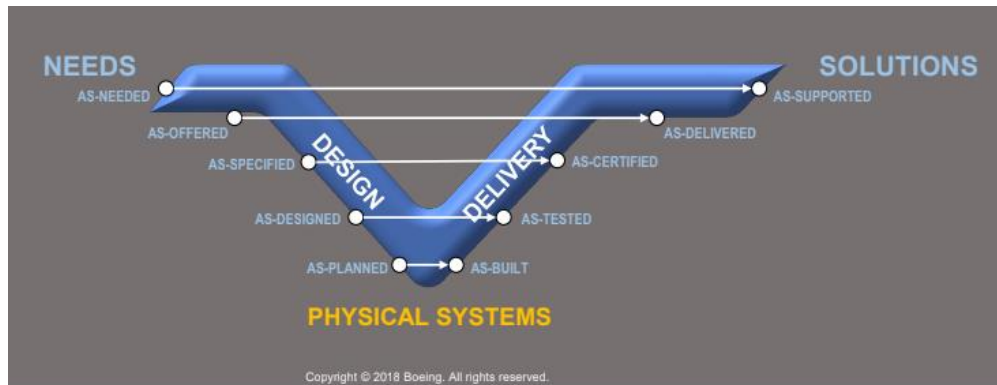 NEEDS
SOLUTIONS
AS-NEEDED
AS-SUPPORTED
AS-OFFERED
AS-DELIVERED
DESIGN
DELIVERY
AS-SPECIFIED
AS-CERTIFIED
AS-DESIGNED
AS-TESTED
AS-PLANNED
AS-BUILT
PHYSICAL SYSTEMS
Copyright © 2018 Boeing. All rights reserved.